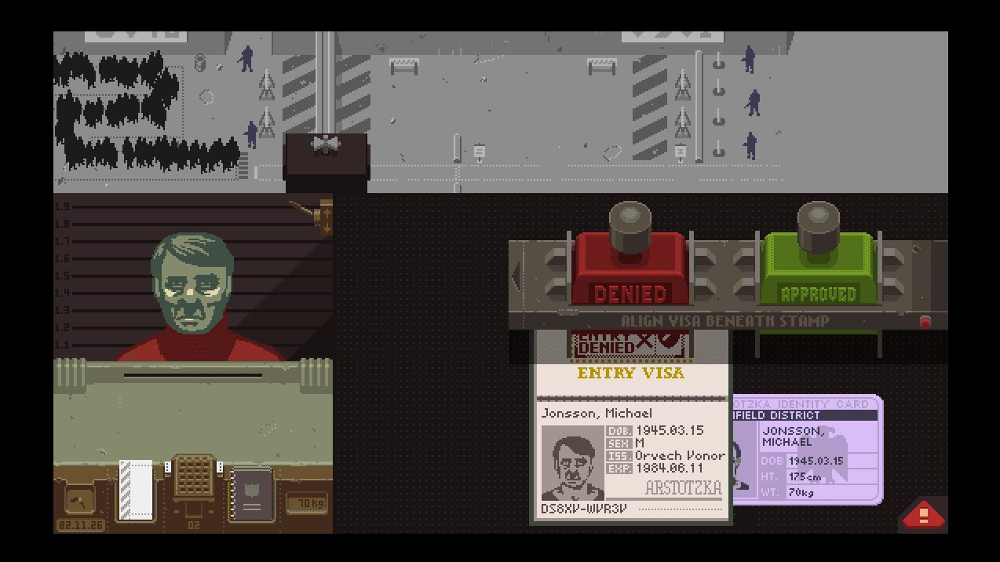 1.9
1.8
1.7
1.6
1.5
1.4
1.3
1.2
1.1
DENIED
APPROVED
ALIGN VISA BENEATH STAMP
ENTRY
DENIED
ENTRY VISA
Jonsson, Michael
DOB. 1945.03.15
SEX M
ISS. Orvech Vonor
EXP. 1984.06.11
ARSTOTZKA
DS8XV-WVR3V
OTZKA IDENTITY CARD
IFIELD DISTRICT
JONSSON,
MICHAEL
DOB 1945.03.15
HT. 175cm
WT. 70kg
70kg
82.11.26
02